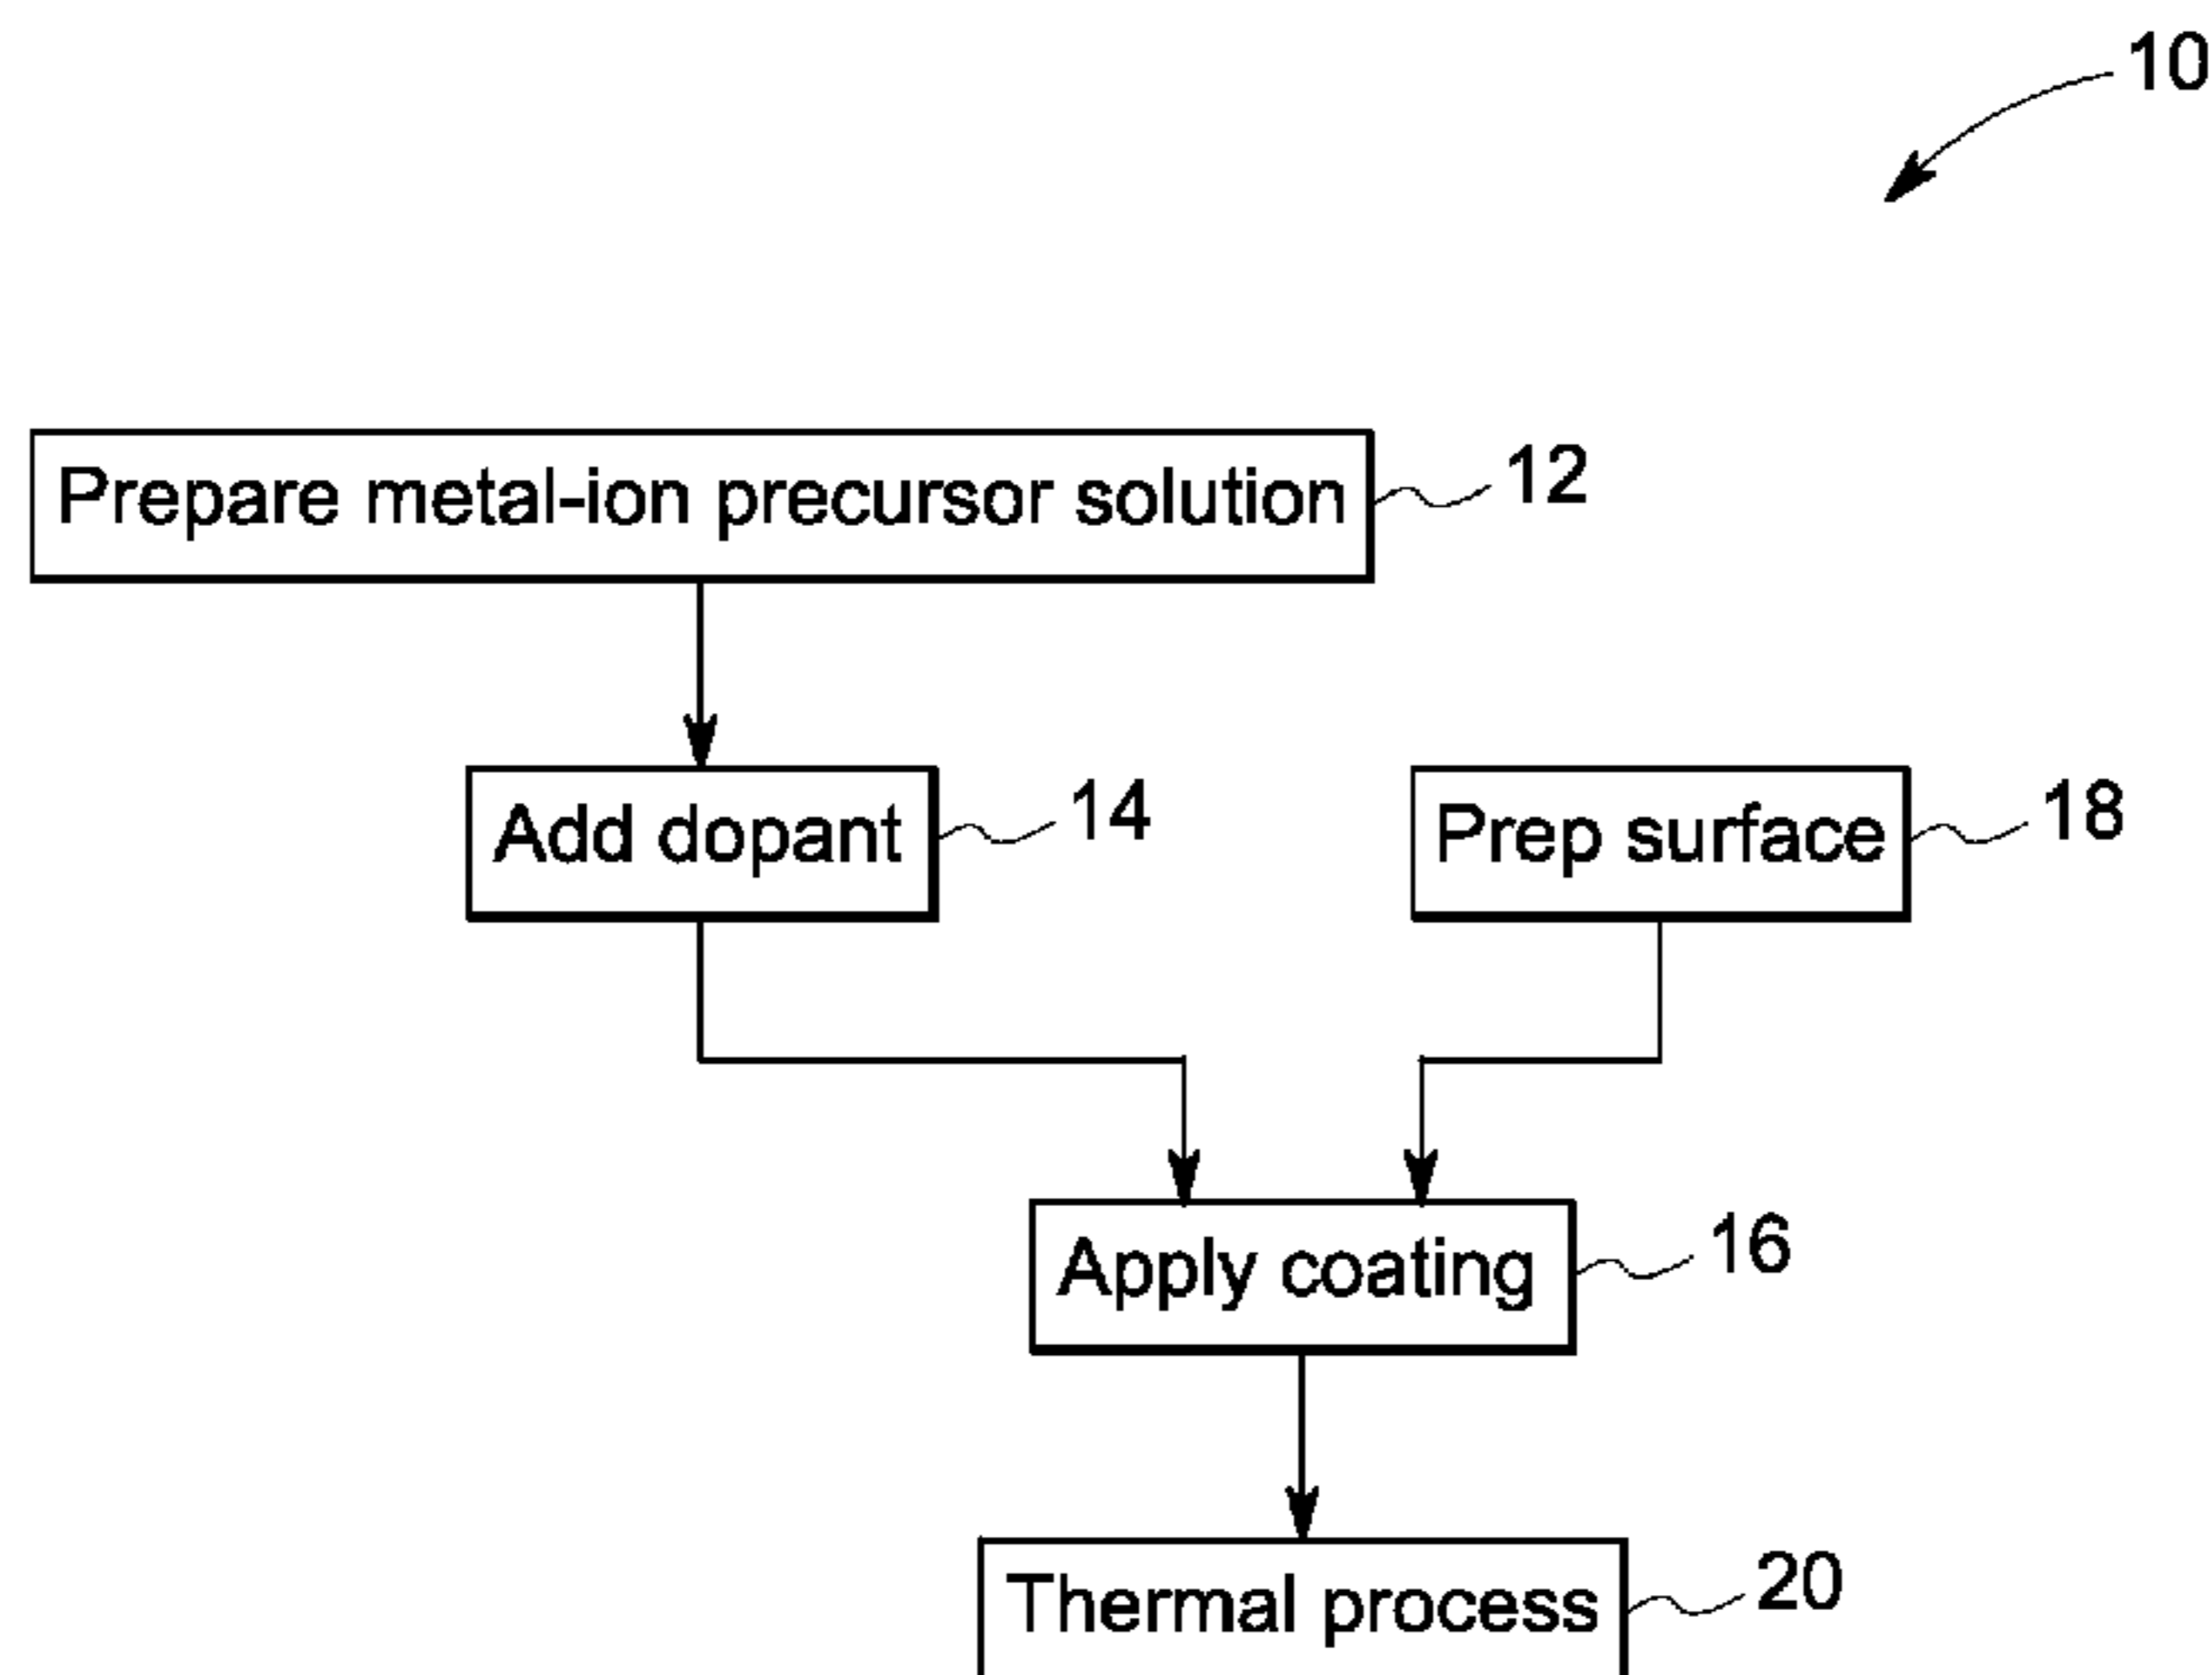 10
Prepare metal-ion precursor solution 12
Add dopant 14
Prep surface 18
Apply coating 16
Thermal process 20